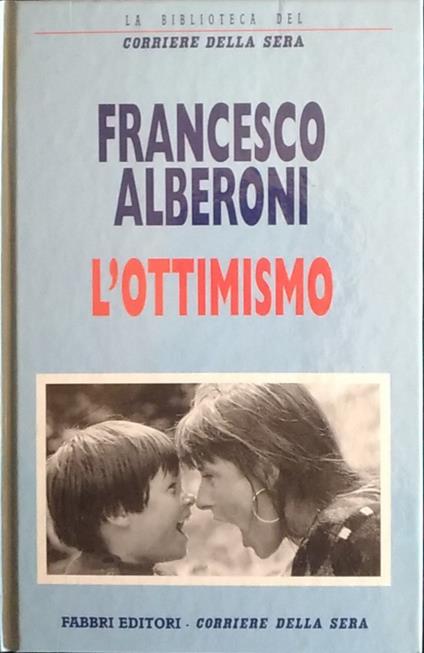 LA BIBLIOTECA DEL
CORRIERE DELLA SERA
FRANCESCO
ALBERONI
L'OTTIMISMO
FABBRI EDITORI - CORRIERE DELLA SERA